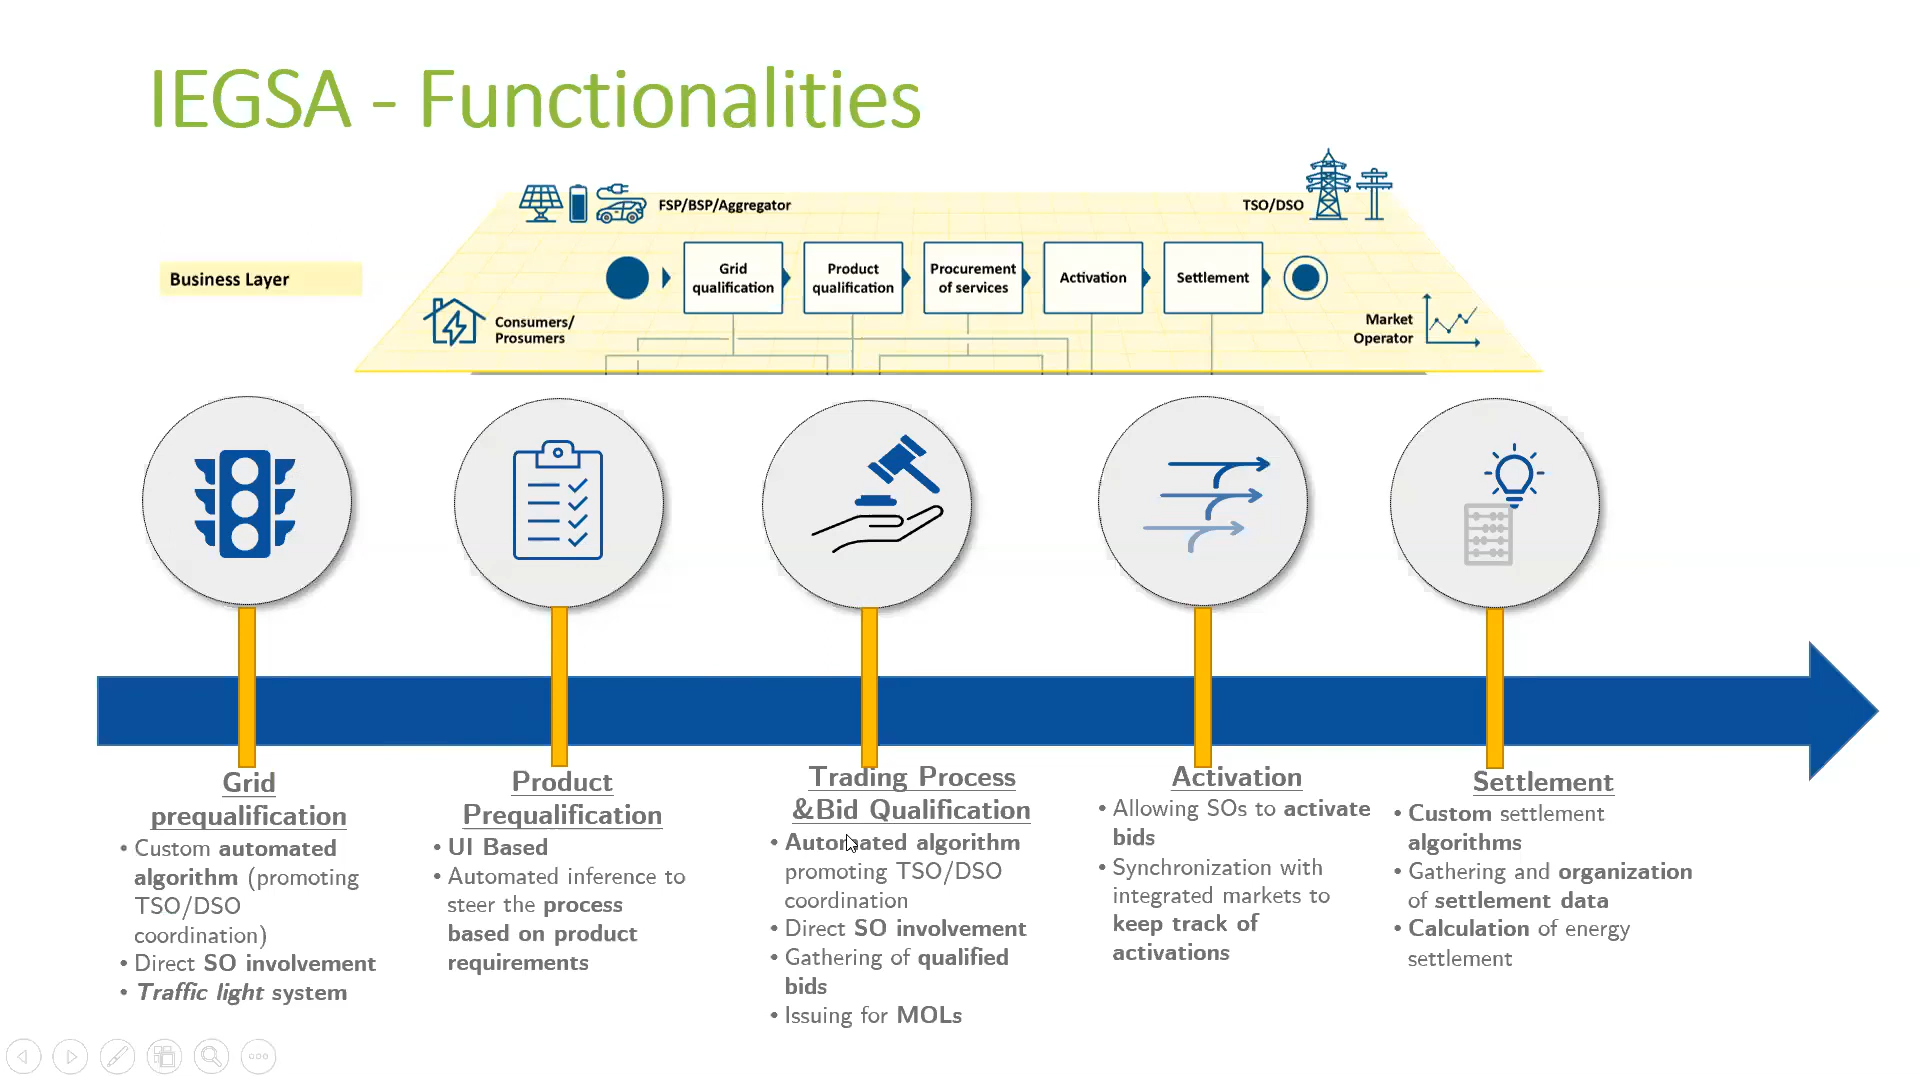 IEGSA - Functionalities
FSP/BSP/Aggregator
TSO/DSO
Business Layer
Grid
qualification
Product
qualification
Procurement
of services
Activation
Settlement
Consumers/
Prosumers
Market
Operator
Grid
prequalification
• Custom automated
algorithm (promoting
TSO/DSO
coordination)
• Direct SO involvement
• Traffic light system
Product
Prequalification
• UI Based
• Automated inference to
steer the process
based on product
requirements
Trading Process
&Bid Qualification
• Automated algorithm
promoting TSO/DSO
coordination
• Direct SO involvement
• Gathering of qualified
bids
• Issuing for MOLs
Activation
• Allowing SOs to activate
bids
• Synchronization with
integrated markets to
keep track of
activations
Settlement
• Custom settlement
algorithms
• Gathering and organization
of settlement data
• Calculation of energy
settlement